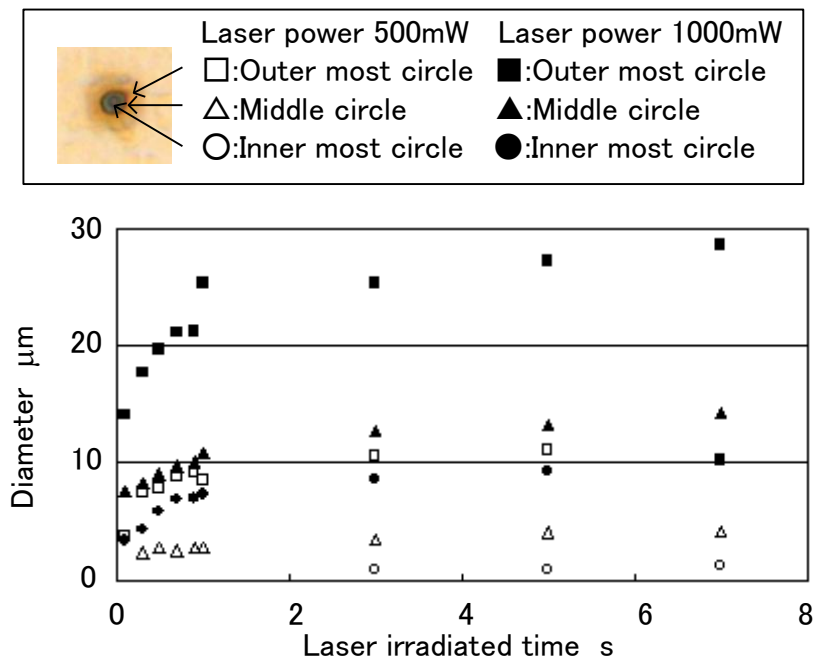 Laser power 500mW Laser power 1000mW
□:Outer most circle ■:Outer most circle
△:Middle circle ▲:Middle circle
○:Inner most circle ●:Inner most circle
30
20
10
0
Diameter μm
0 2 4 6 8
Laser irradiated time s